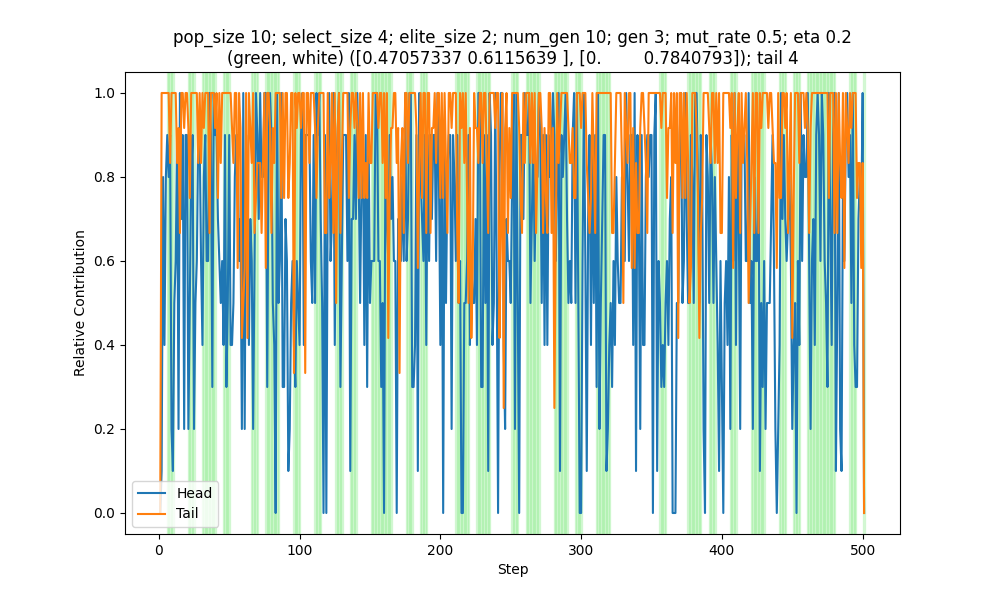 pop_size 10; select_size 4; elite_size 2; num_gen 10; gen 3; mut_rate 0.5; eta 0.2
(green, white) ([0.47057337 0.6115639 ], [0.        0.7840793]); tail 4
Relative Contribution
1.0
0.8
0.6
0.4
0.2
0.0
Head
Tail
0
100
200
300
400
500
Step